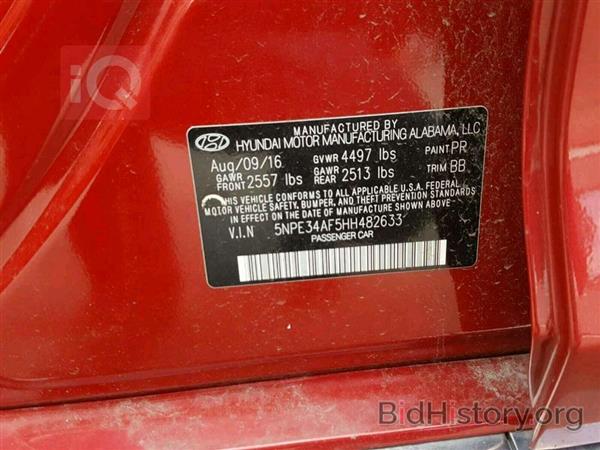 iQ
MANUFACTURED BY
HYUNDAI MOTOR MANUFACTURING ALABAMA, LLC
Aug/09/16 GVWR 4497 lbs PAINT PR
GAWR FRONT 2557 lbs GAWR REAR 2513 lbs TRIM BB
THIS VEHICLE CONFORMS TO ALL APPLICABLE U.S.A FEDERAL
MOTOR VEHICLE SAFETY, BUMPER, AND THEFT PREVENTION STANDARDS
IN EFFECT ON THE DATE OF MANUFACTURE SHOWN ABOVE
V.I.N 5NPE34AF5HH482633
PASSENGER CAR
BidHistory.org